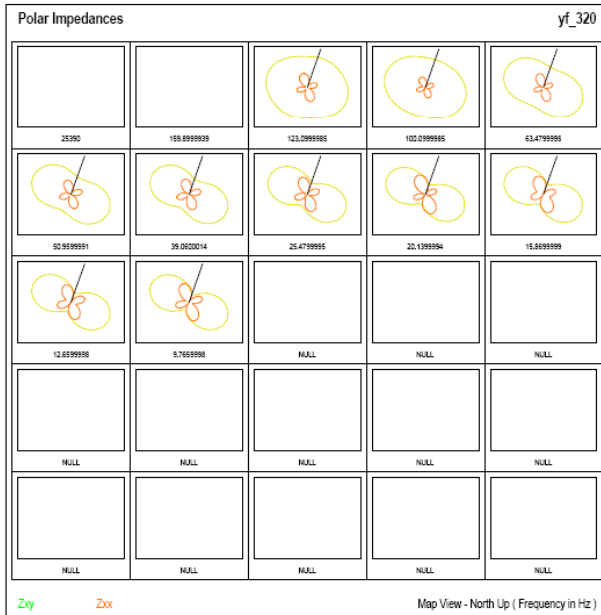 Polar Impedances yf_320
25390 159.8999939 123.0999985 100.0999985 63.4799995
50.9599991 39.0600014 25.4799995 20.1399994 15.8699999
12.6599998 9.7659998 NULL NULL NULL
NULL NULL NULL NULL NULL
NULL NULL NULL NULL NULL
Zxy Zxx Map View - North Up ( Frequency in Hz )